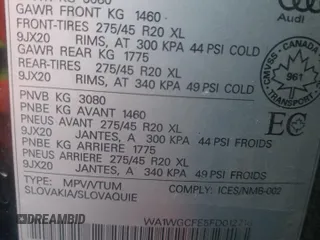 GVWR KG 3080
GAWR FRONT KG 1460
FRONT-TIRES 275/45 R20 XL
9JX20 RIMS, AT 300 KPA 44 PSI COLD
GAWR REAR KG 1775
REAR-TIRES 275/45 R20 XL
9JX20 RIMS, AT 340 KPA 49 PSI COLD
Audi
CMVSS - CANADA
961
TRANSPORT
PNVB KG 3080
PNBE KG AVANT 1460
PNEUS AVANT 275/45 R20 XL
9JX20 JANTES, A 300 KPA 44 PSI FROIDS
PNBE KG ARRIERE 1775
PNEUS ARRIERE 275/45 R20 XL
9JX20 JANTES, A 340 KPA 49 PSI FROIDS
EC
TYPE: MPV/VTUM COMPLY: ICES/NMB-002
SLOVAKIA/SLOVAQUIE
DREAMBID